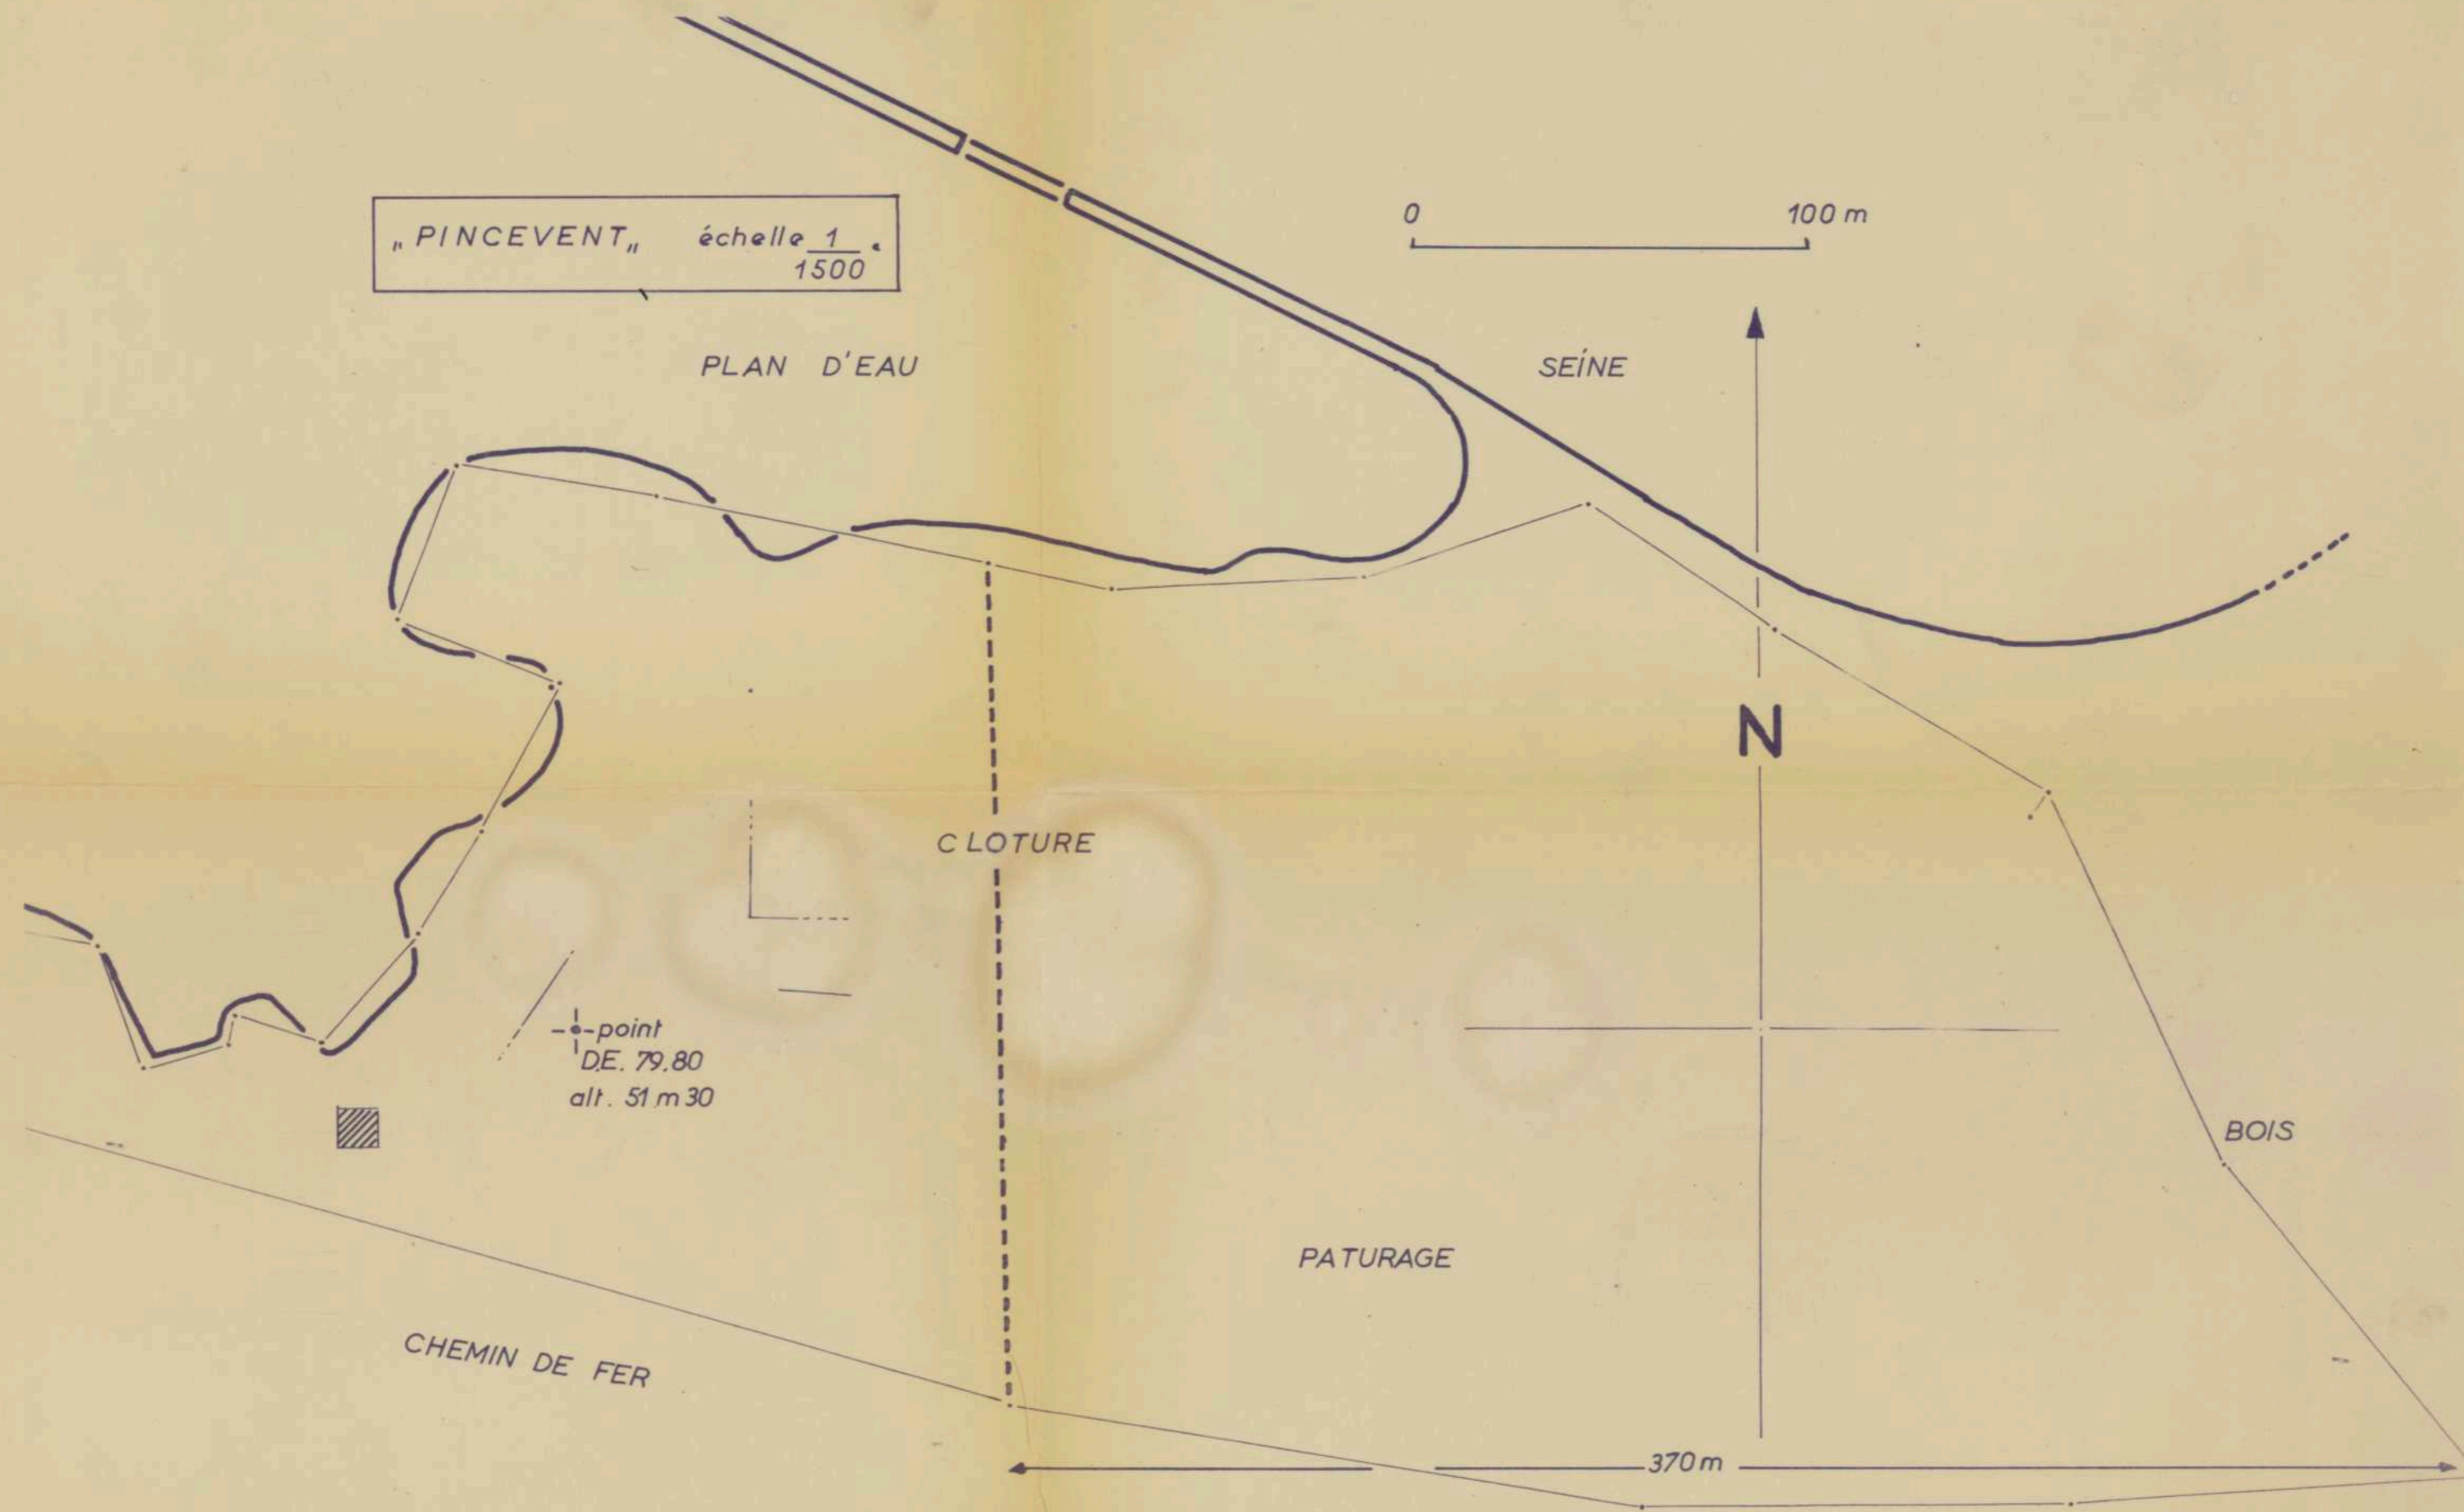 „ PINCEVENT „ échelle 1/1500.
0 100 m
PLAN D'EAU
SEINE
N
CLOTURE
point
D.E. 79.80
alt. 51 m 30
BOIS
PATURAGE
CHEMIN DE FER
370 m